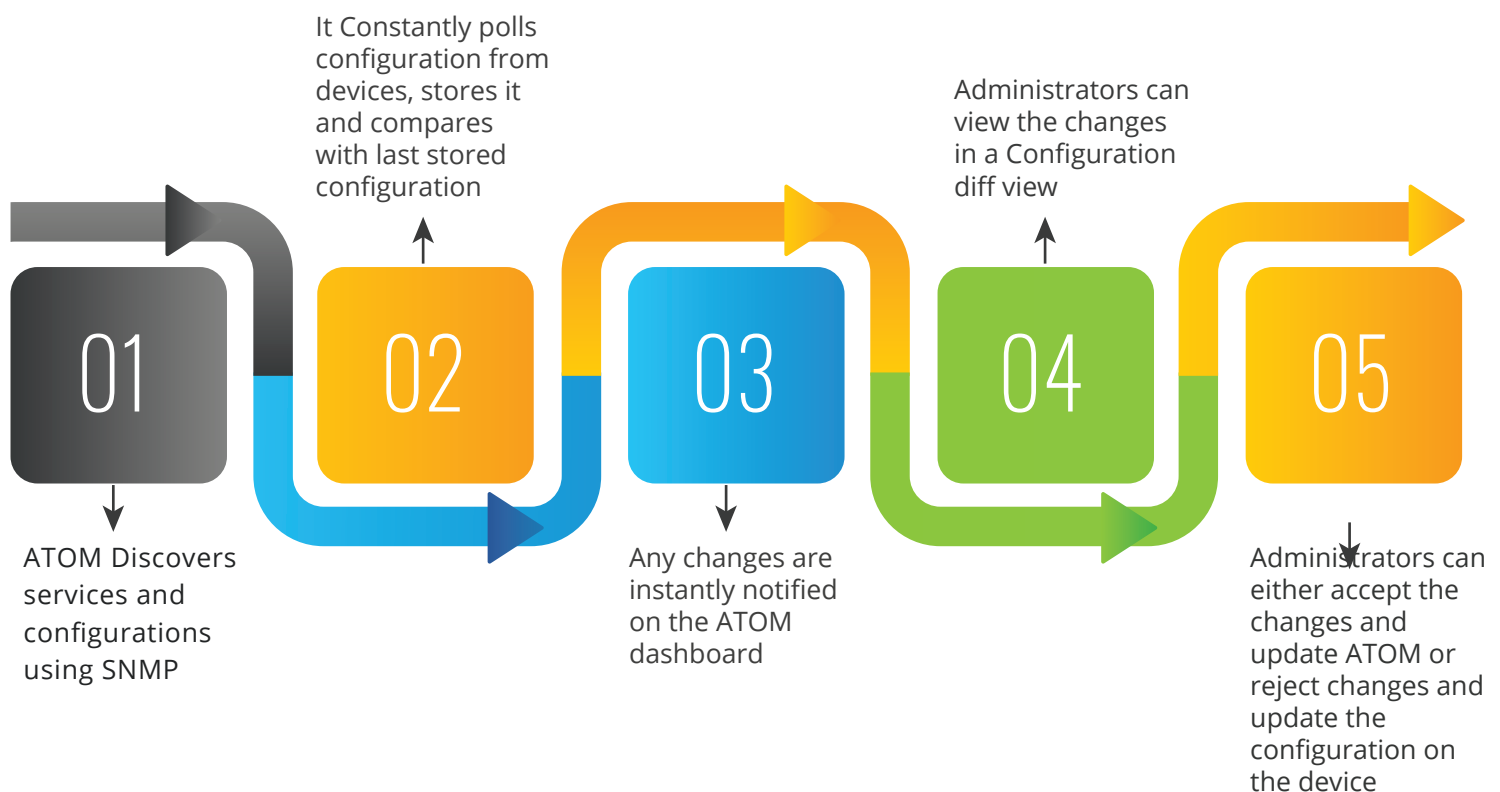 01
ATOM Discovers
services and
configurations
using SNMP
02
It Constantly polls
configuration from
devices, stores it
and compares
with last stored
configuration
03
Any changes are
instantly notified
on the ATOM
dashboard
04
Administrators can
view the changes
in a Configuration
diff view
05
Administrators can
either accept the
changes and
update ATOM or
reject changes and
update the
configuration on
the device